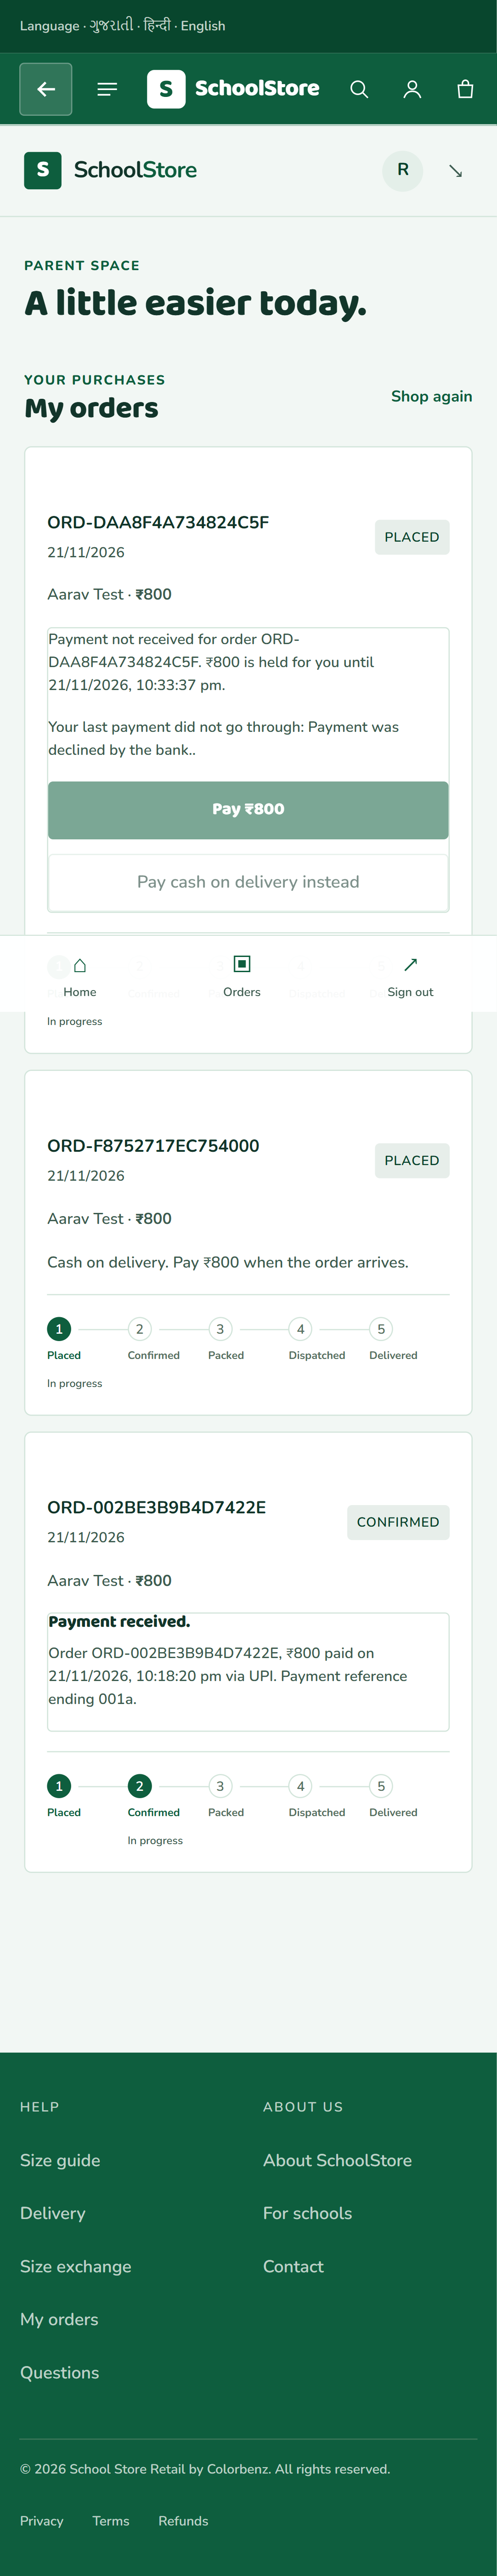 Language · ગુજરાતી · हिन्दी · English
S SchoolStore
S SchoolStore R
PARENT SPACE
A little easier today.
YOUR PURCHASES
My orders
Shop again
ORD-DAA8F4A734824C5F
PLACED
21/11/2026
Aarav Test · ₹800
Payment not received for order ORD-
DAA8F4A734824C5F. ₹800 is held for you until
21/11/2026, 10:33:37 pm.
Your last payment did not go through: Payment was
declined by the bank..
Pay ₹800
Pay cash on delivery instead
Home
Orders
Sign out
In progress
ORD-F8752717EC754000
PLACED
21/11/2026
Aarav Test · ₹800
Cash on delivery. Pay ₹800 when the order arrives.
1 2 3 4 5
Placed Confirmed Packed Dispatched Delivered
In progress
ORD-002BE3B9B4D7422E
CONFIRMED
21/11/2026
Aarav Test · ₹800
Payment received.
Order ORD-002BE3B9B4D7422E, ₹800 paid on
21/11/2026, 10:18:20 pm via UPI. Payment reference
ending 001a.
1 2 3 4 5
Placed Confirmed Packed Dispatched Delivered
In progress
HELP
Size guide
Delivery
Size exchange
My orders
Questions
ABOUT US
About SchoolStore
For schools
Contact
© 2026 School Store Retail by Colorbenz. All rights reserved.
Privacy Terms Refunds